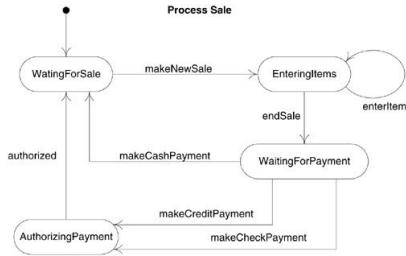 Process Sale
WatingForSale
makeNewSale
EnteringItems
enterItem
endSale
authorized
makeCashPayment
WaitingForPayment
makeCreditPayment
AuthorizingPayment
makeCheckPayment